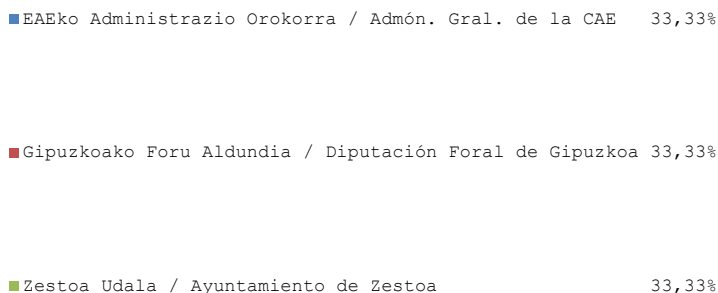 EAEko Administrazio Orokorra / Admón. Gral. de la CAE 33,33%
Gipuzkoako Foru Aldundia / Diputación Foral de Gipuzkoa 33,33%
Zestoa Udala / Ayuntamiento de Zestoa 33,33%